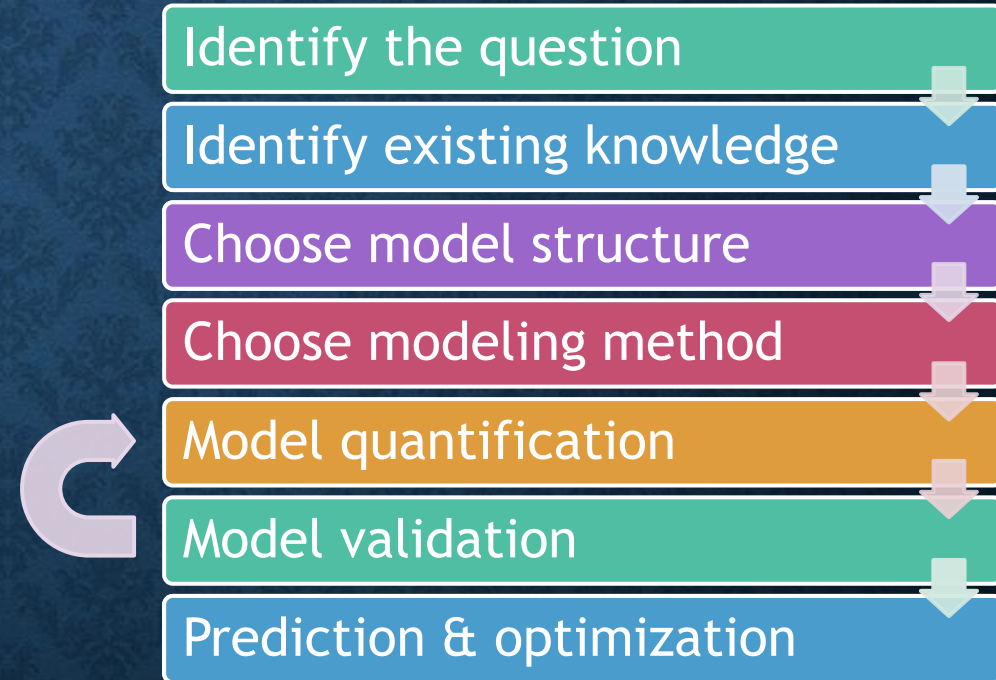 Identify the question
Identify existing knowledge
Choose model structure
Choose modeling method
Model quantification
Model validation
Prediction & optimization